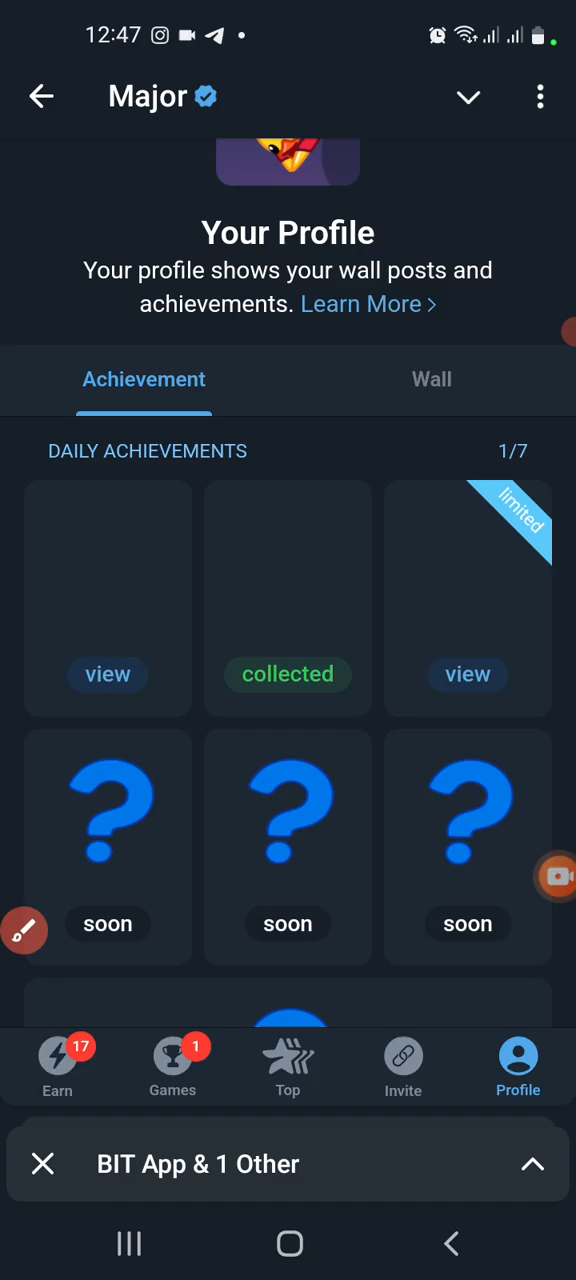 12:47
Major
Your Profile
Your profile shows your wall posts and
achievements. Learn More >
Achievement
Wall
DAILY ACHIEVEMENTS
1/7
limited
view
collected
view
?
?
?
soon
soon
soon
17
1
Earn
Games
Top
Invite
Profile
BIT App & 1 Other